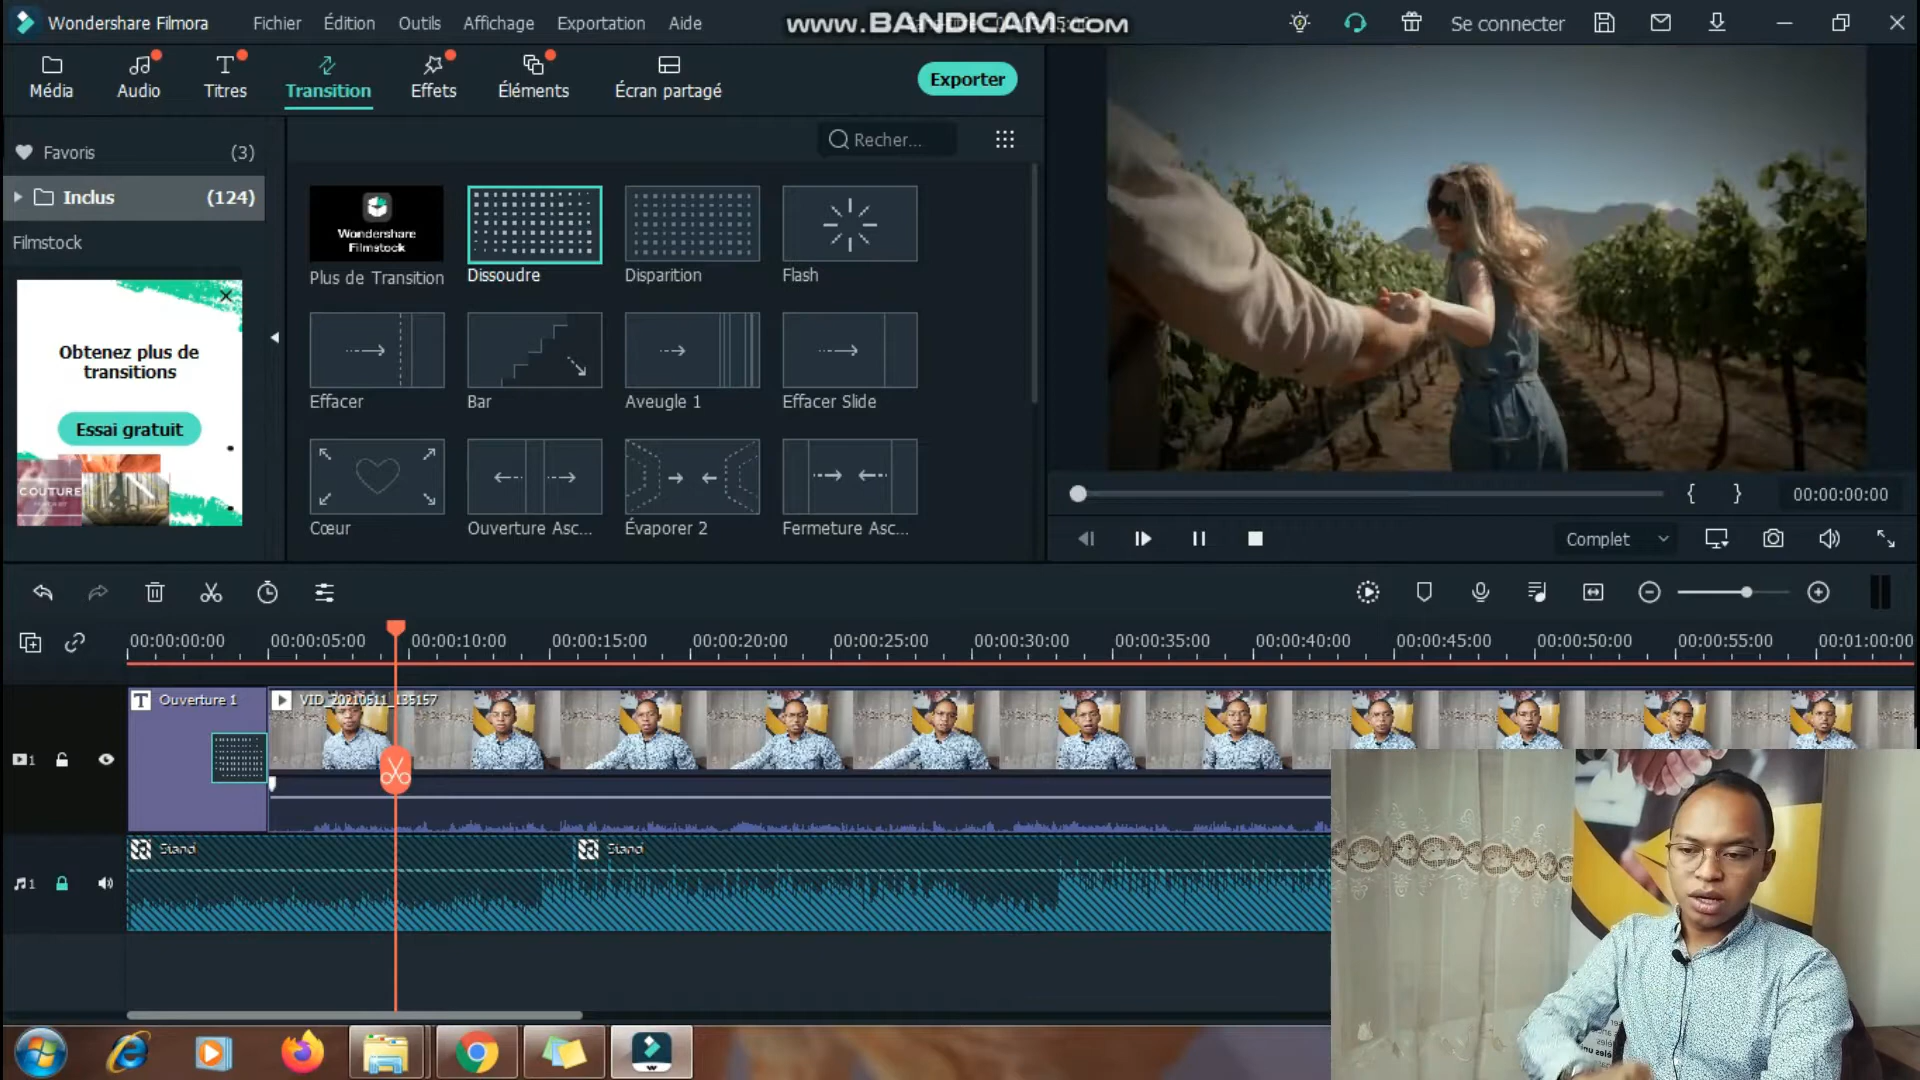 Wondershare Filmora
Fichier
Édition
Outils
Affichage
Exportation
Aide
www.BANDICAM.com
Se connecter
Média
Audio
Titres
Transition
Effets
Éléments
Écran partagé
Exporter
Favoris (3)
Inclus (124)
Filmstock
Recher...
Obtenez plus de
transitions
Essai gratuit
COUTURE
Wondershare
Filmstock
Plus de Transition
Dissoudre
Disparition
Flash
Effacer
Bar
Aveugle 1
Effacer Slide
Cœur
Ouverture Asc...
Évaporer 2
Fermeture Asc...
{ }
00:00:00:00
Complet
00:00:00:00
00:00:05:00
00:00:10:00
00:00:15:00
00:00:20:00
00:00:25:00
00:00:30:00
00:00:35:00
00:00:40:00
00:00:45:00
00:00:50:00
00:00:55:00
00:01:00:00
1
T Ouverture 1
VID_20210511_135157
1
Stand
Stand